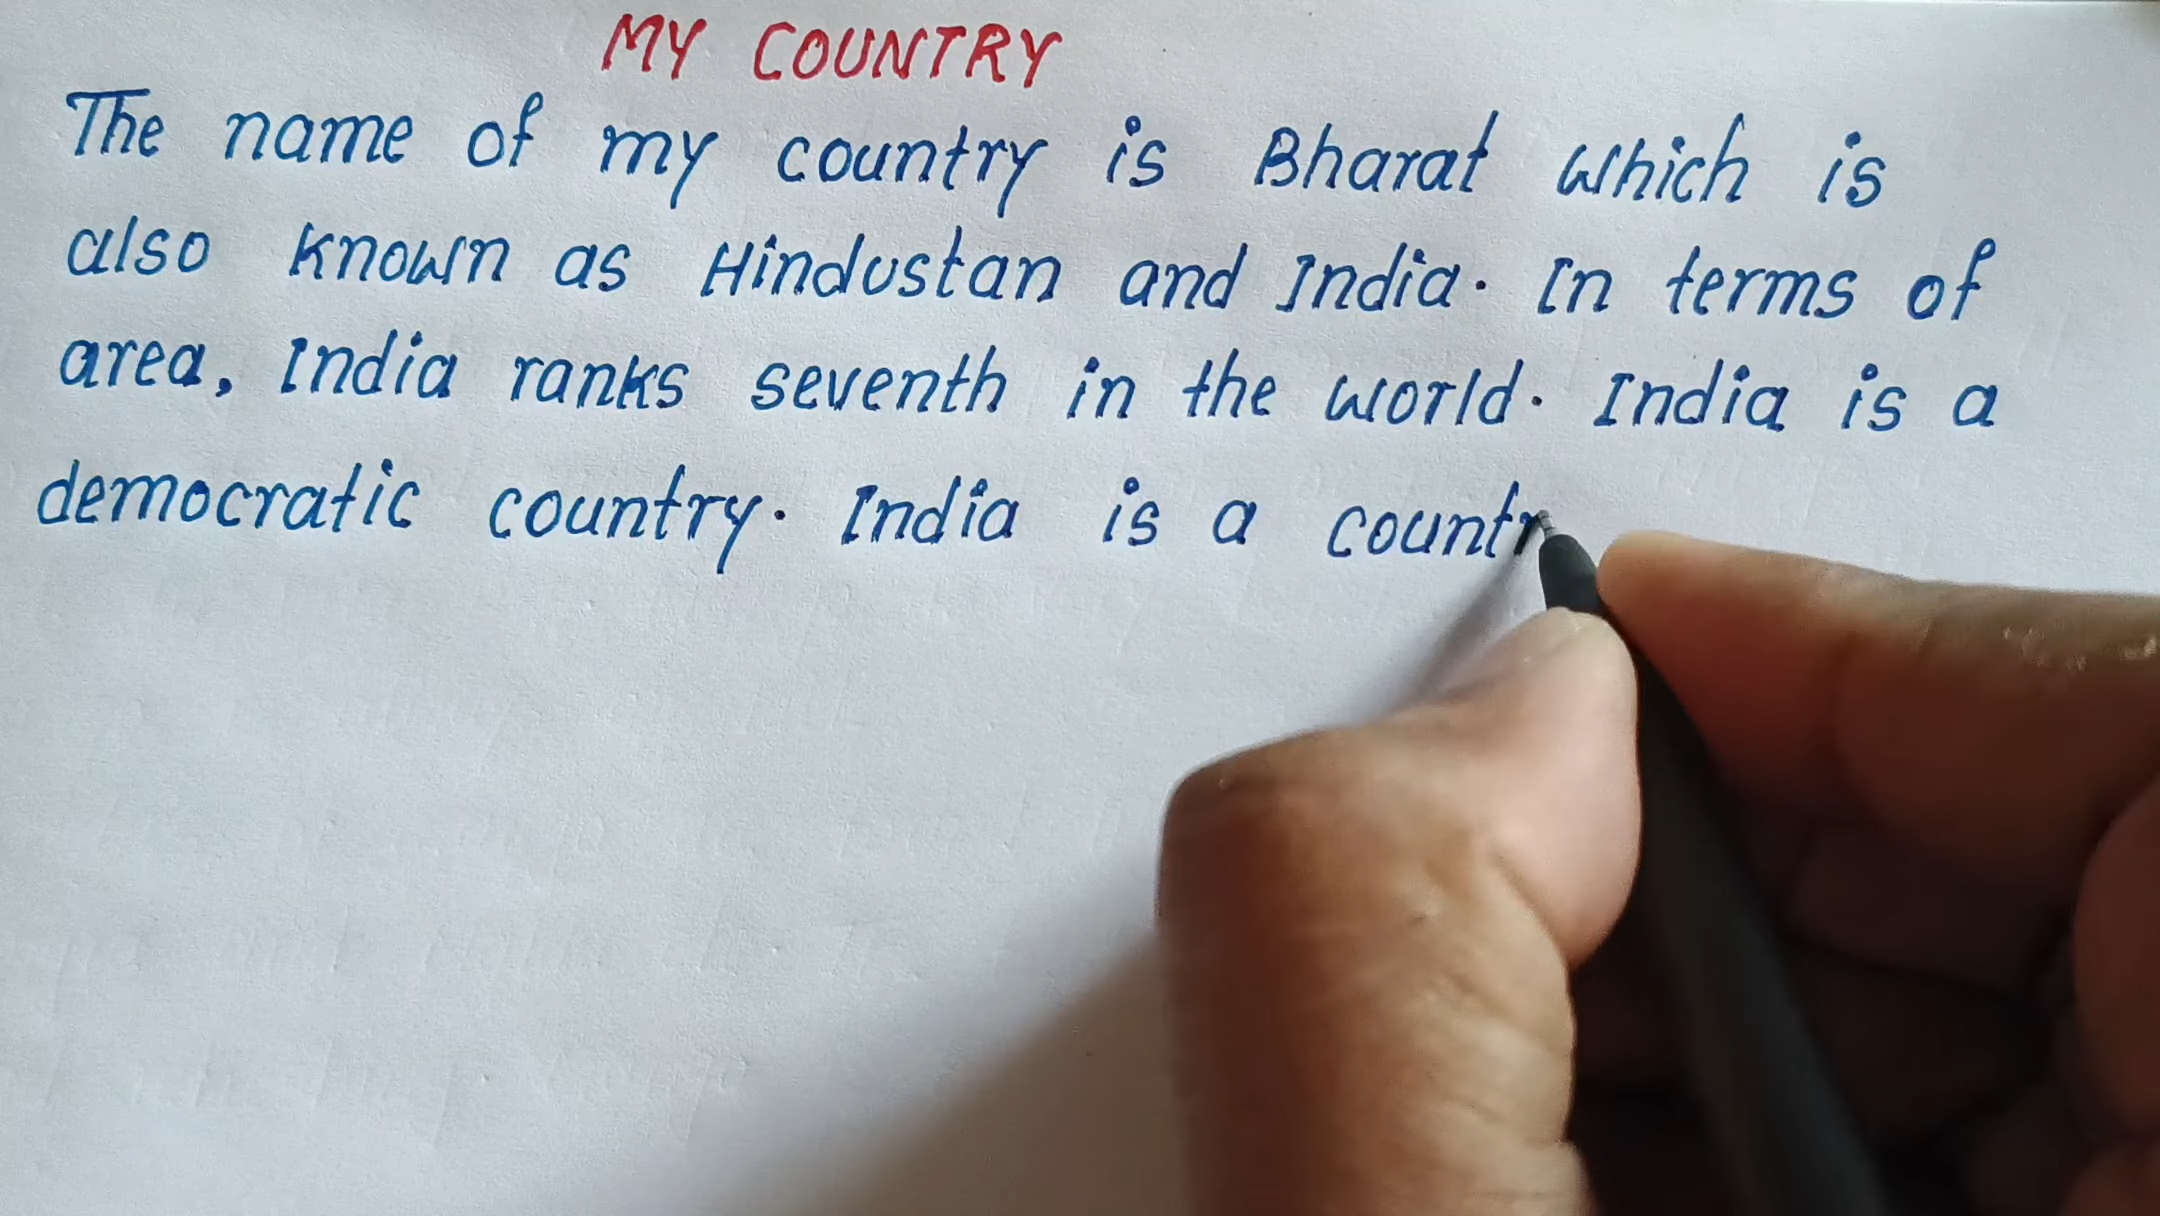 MY COUNTRY
The name of my country is Bharat which is
also known as Hindustan and India. In terms of
area, India ranks seventh in the world. India is a
democratic country. India is a countr